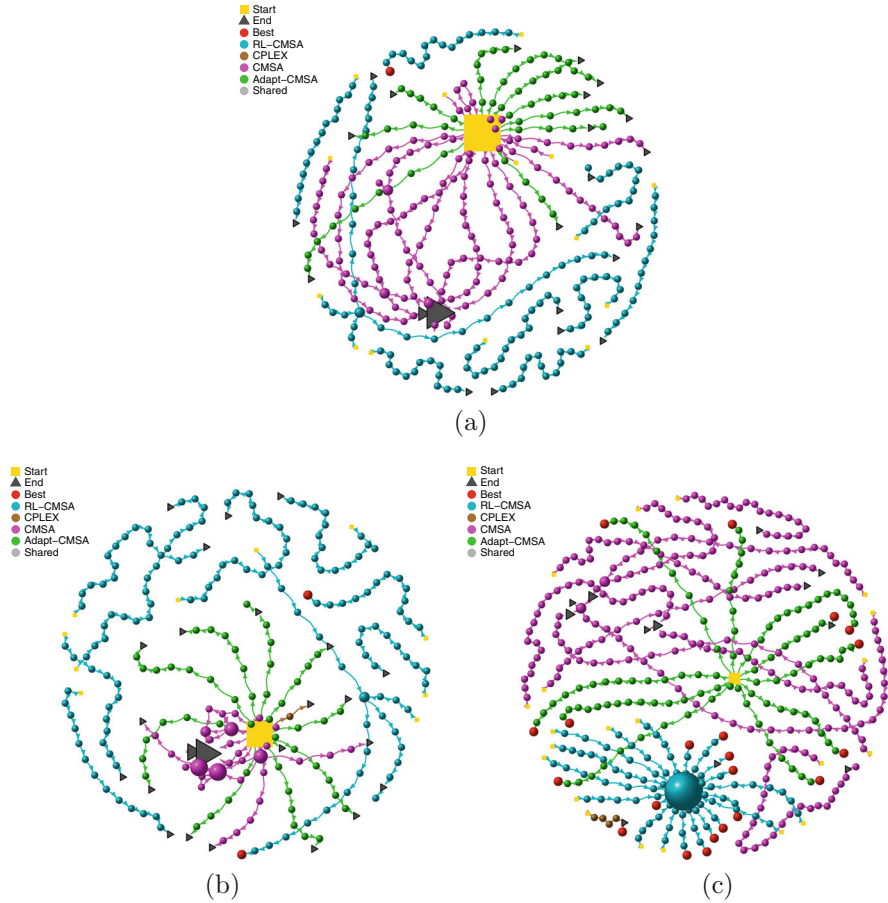 Start
End
Best
RL-CMSA
CPLEX
CMSA
Adapt-CMSA
Shared
(a)
Start
End
Best
RL-CMSA
CPLEX
CMSA
Adapt-CMSA
Shared
(b)
Start
End
Best
RL-CMSA
CPLEX
CMSA
Adapt-CMSA
Shared
(c)